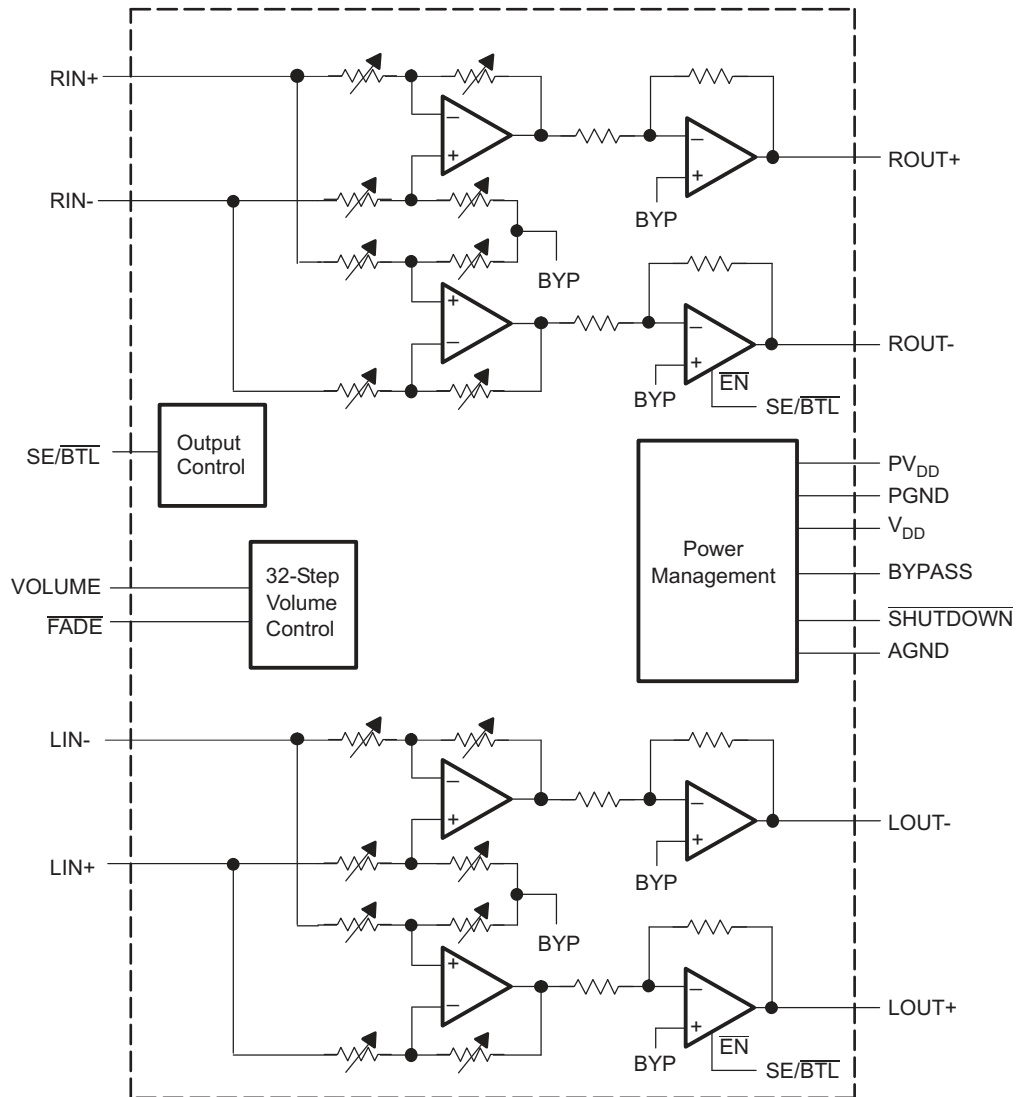 RIN+
−
+
−
+
BYP
ROUT+
RIN-
BYP
+
−
−
+
BYP
EN
SE/BTL
ROUT-
SE/BTL
Output
Control
VOLUME
FADE
32-Step
Volume
Control
Power
Management
PVDD
PGND
VDD
BYPASS
SHUTDOWN
AGND
LIN-
−
+
−
+
BYP
LOUT-
LIN+
BYP
+
−
−
+
BYP
EN
SE/BTL
LOUT+